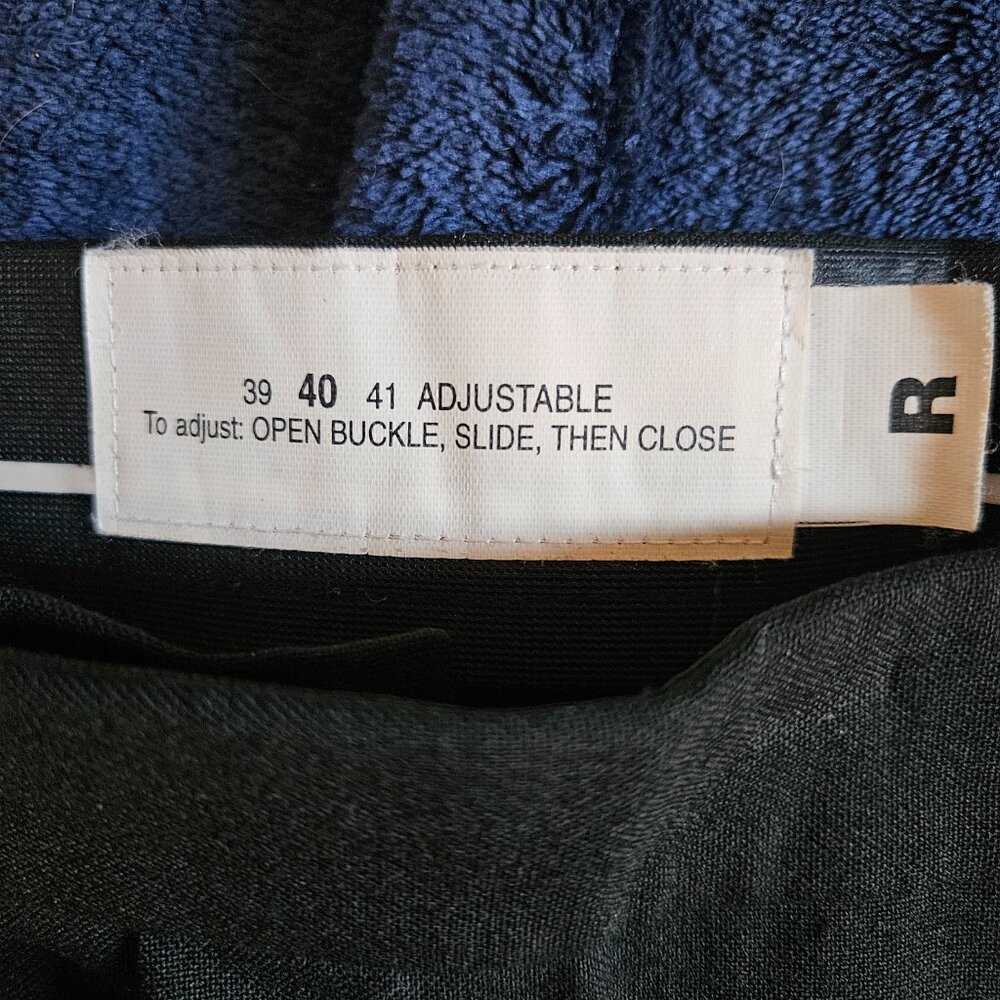 39 40 41 ADJUSTABLE
To adjust: OPEN BUCKLE, SLIDE, THEN CLOSE
R